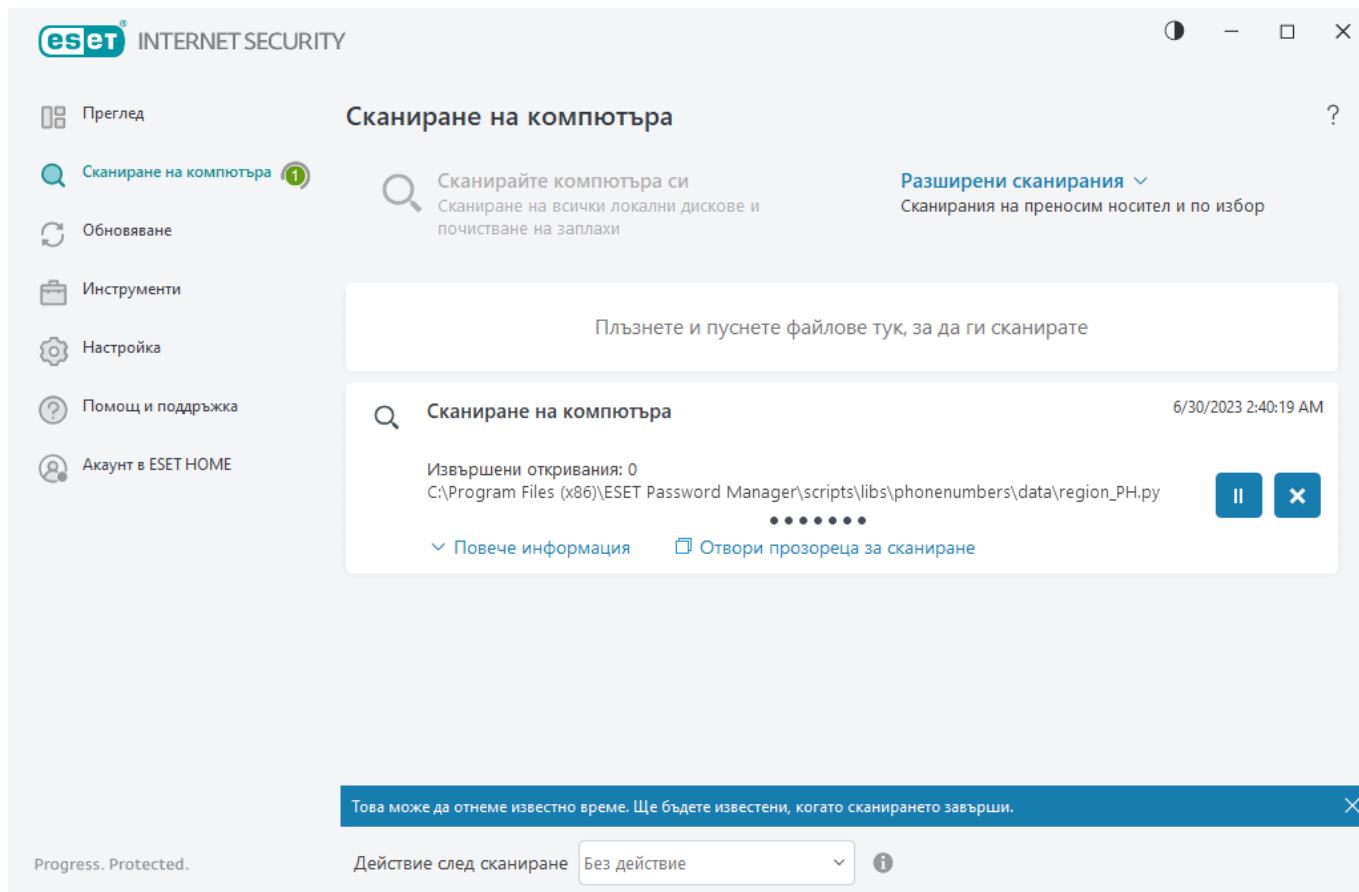 eset® INTERNET SECURITY
Преглед
Сканиране на компютъра 1
Обновяване
Инструменти
Настройка
Помощ и поддръжка
Акаунт в ESET HOME
Сканиране на компютъра
?
Сканирайте компютъра си
Сканиране на всички локални дискове и
почистване на заплахи
Разширени сканирания
Сканирания на преносим носител и по избор
Плъзнете и пуснете файлове тук, за да ги сканирате
Сканиране на компютъра
6/30/2023 2:40:19 AM
Извършени откривания: 0
C:\Program Files (x86)\ESET Password Manager\scripts\libs\phonenumbers\data\region_PH.py
Повече информация
Отвори прозореца за сканиране
Това може да отнеме известно време. Ще бъдете известени, когато сканирането завърши.
Progress. Protected.
Действие след сканиране
Без действие